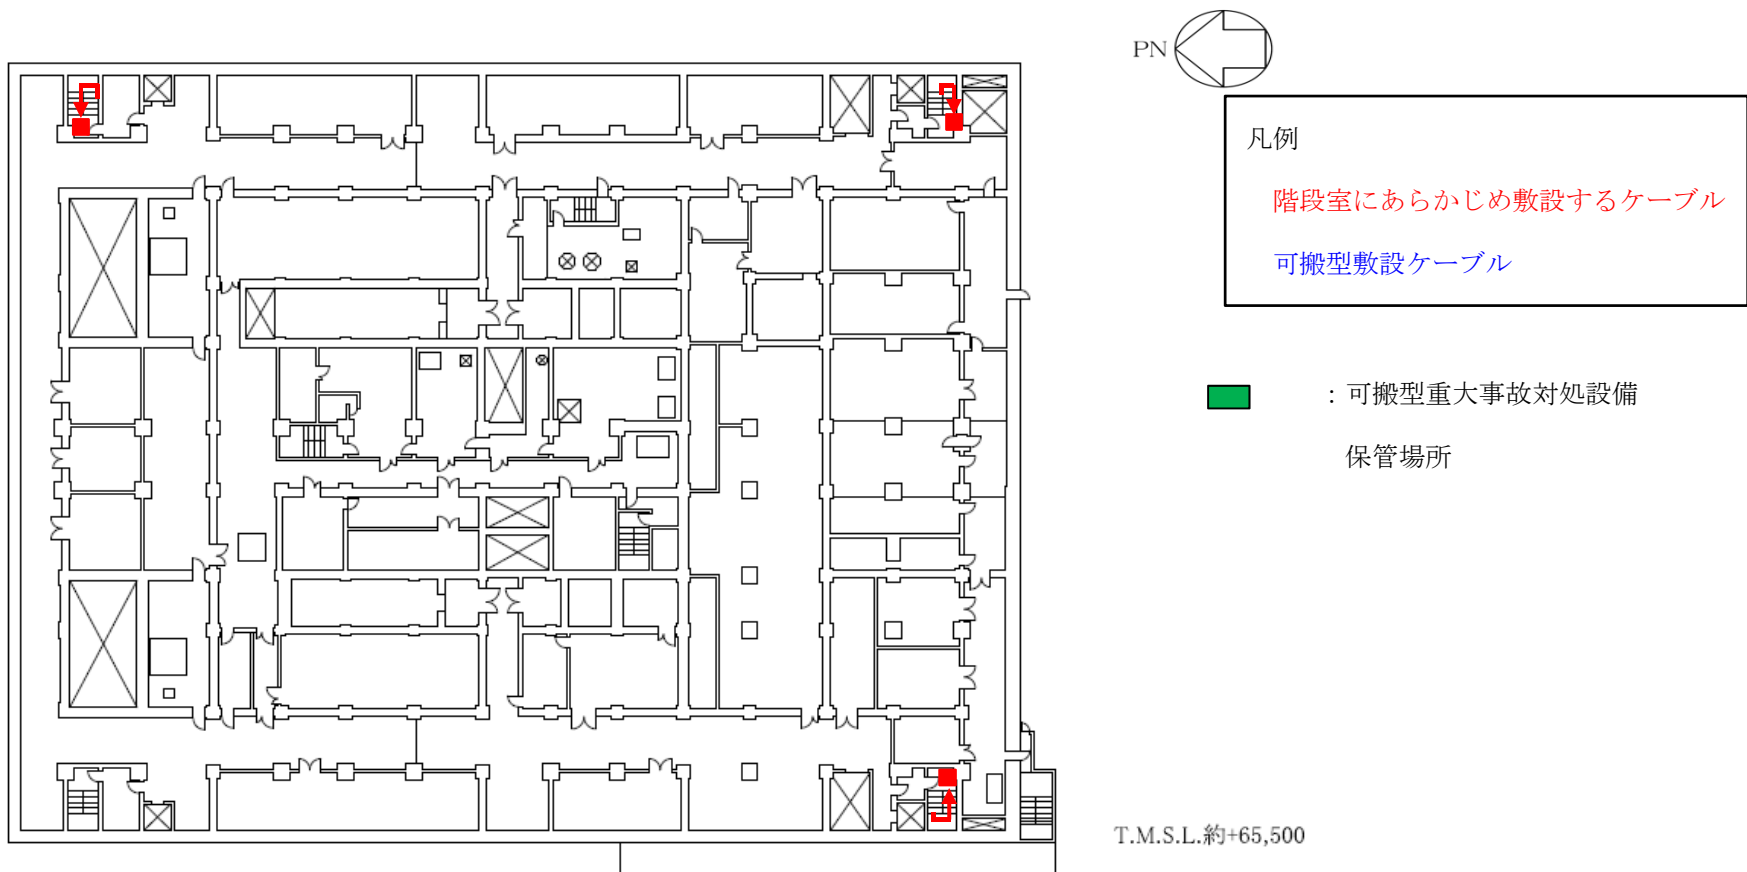 PN
凡例
階段室にあらかじめ敷設するケーブル
可搬型敷設ケーブル
：可搬型重大事故対処設備
保管場所
T.M.S.L.約+65,500